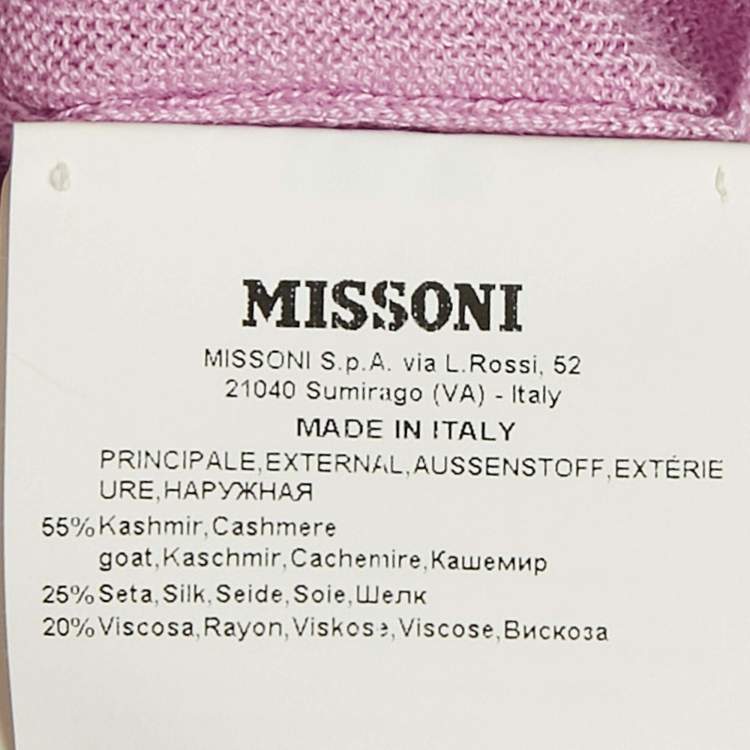 MISSONI
MISSONI S.p.A. via L.Rossi, 52
21040 Sumirago (VA) - Italy
MADE IN ITALY
PRINCIPALE,EXTERNAL,AUSSENSTOFF,EXTÉRIE
URE,НАРУЖНАЯ
55%Kashmir,Cashmere
goat,Kaschmir,Cachemire,Кашемир
25%Seta,Silk,Seide,Soie,Шелк
20%Viscosa,Rayon,Viskose,Viscose,Вискоза